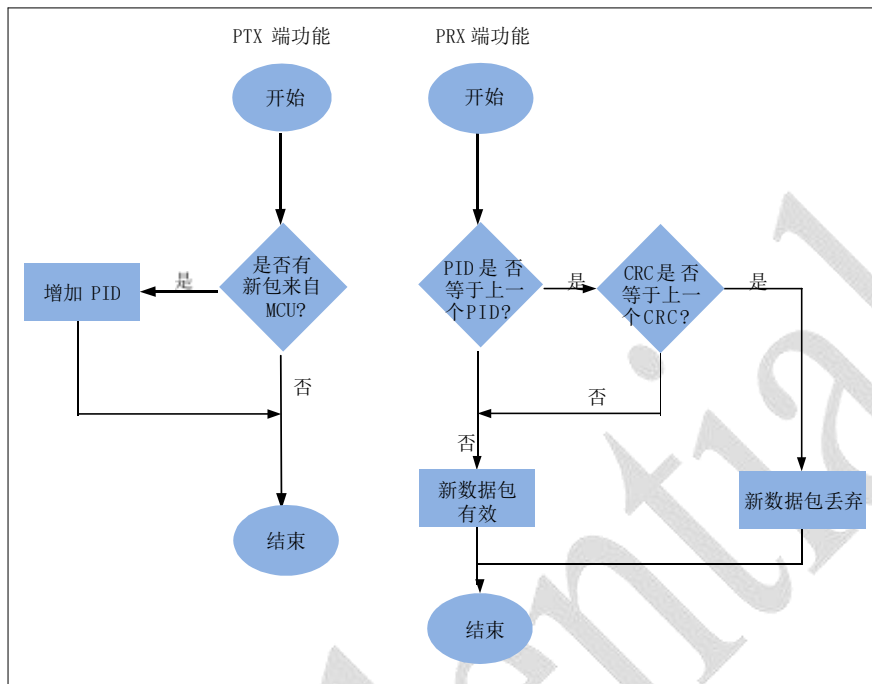 PTX 端功能
开始
是否有
新包来自
MCU?
是
增加 PID
否
结束
PRX 端功能
开始
PID 是 否
等于上一
个PID?
是
CRC是 否
等于上一
个CRC?
是
否
否
新数据包
有效
新数据包丢弃
结束